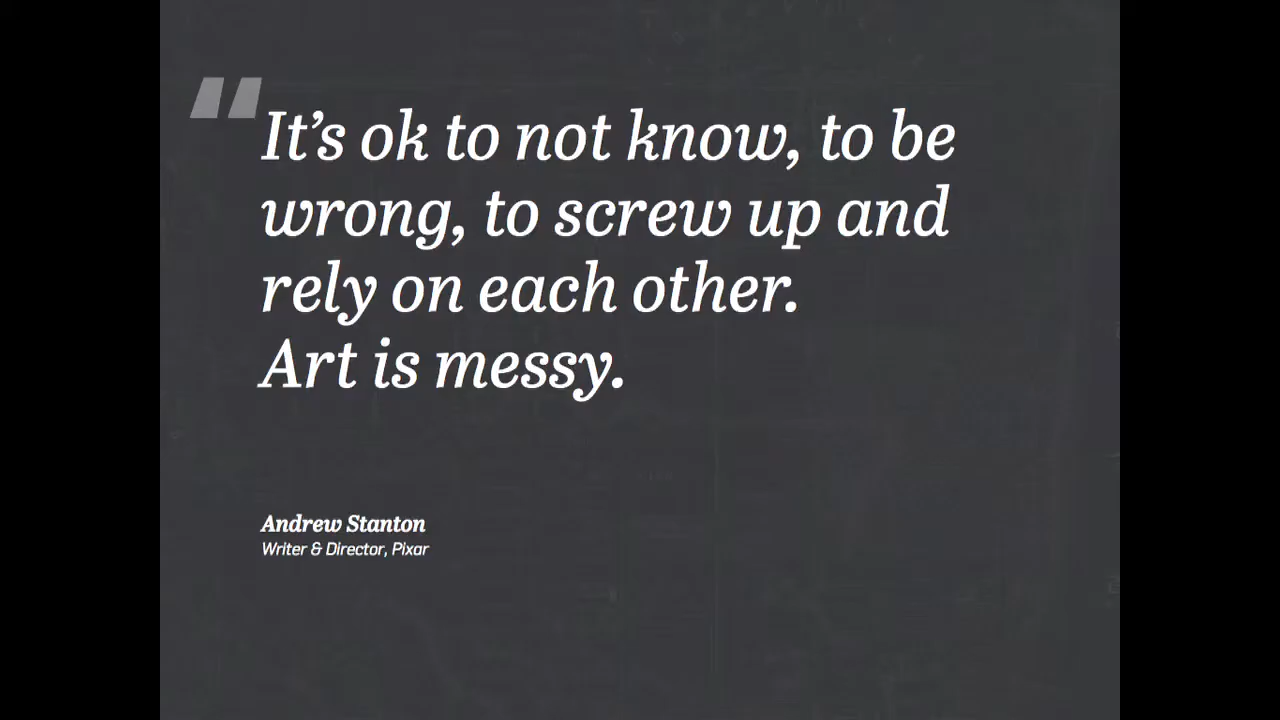 “It’s ok to not know, to be
wrong, to screw up and
rely on each other.
Art is messy.
Andrew Stanton
Writer & Director, Pixar